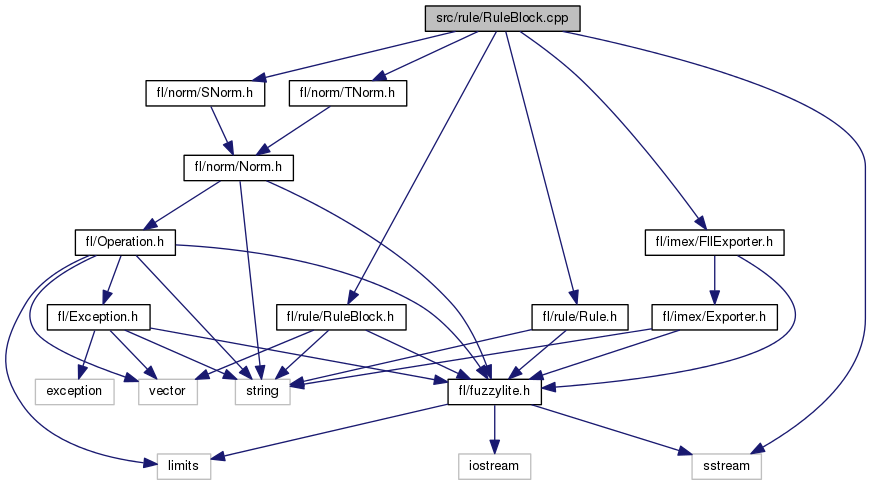 src/rule/RuleBlock.cpp
fl/norm/SNorm.h
fl/norm/TNorm.h
fl/norm/Norm.h
fl/Operation.h
fl/imex/FllExporter.h
fl/Exception.h
fl/rule/RuleBlock.h
fl/rule/Rule.h
fl/imex/Exporter.h
exception
vector
string
fl/fuzzylite.h
limits
iostream
sstream